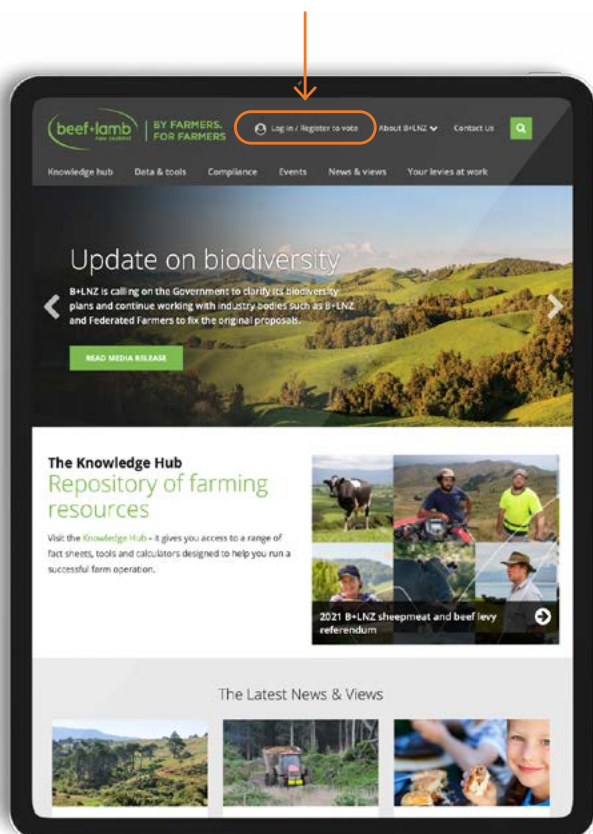 beef+lamb
new zealand
BY FARMERS.
FOR FARMERS
Log in / Register to vote
About B+LNZ
Contact Us
Knowledge hub
Data & tools
Compliance
Events
News & views
Your levies at work
Update on biodiversity
B+LNZ is calling on the Government to clarify its biodiversity
plans and continue working with industry bodies such as B+LNZ
and Federated Farmers to fix the original proposals.
READ MEDIA RELEASE
The Knowledge Hub
Repository of farming
resources
Visit the Knowledge Hub - it gives you access to a range of
fact sheets, tools and calculators designed to help you run a
successful farm operation.
2021 B+LNZ sheepmeat and beef levy
referendum
The Latest News & Views